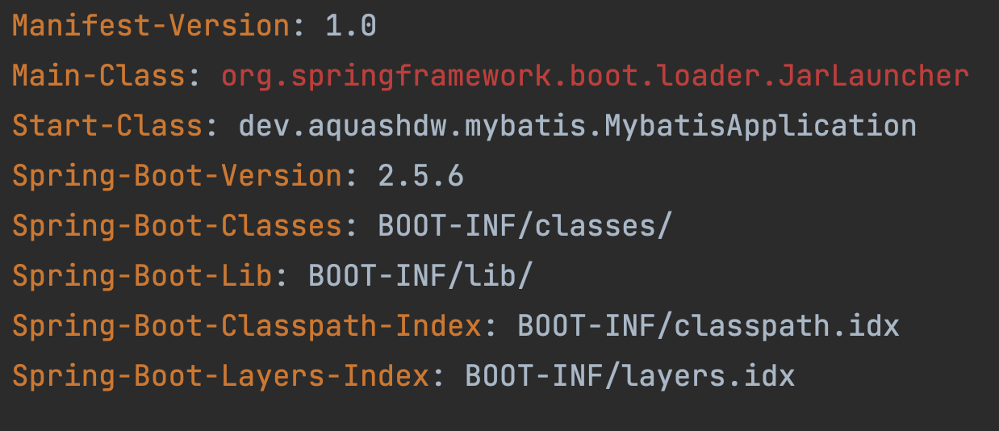 Manifest-Version: 1.0
Main-Class: org.springframework.boot.loader.JarLauncher
Start-Class: dev.aquashdw.mybatis.MybatisApplication
Spring-Boot-Version: 2.5.6
Spring-Boot-Classes: BOOT-INF/classes/
Spring-Boot-Lib: BOOT-INF/lib/
Spring-Boot-Classpath-Index: BOOT-INF/classpath.idx
Spring-Boot-Layers-Index: BOOT-INF/layers.idx